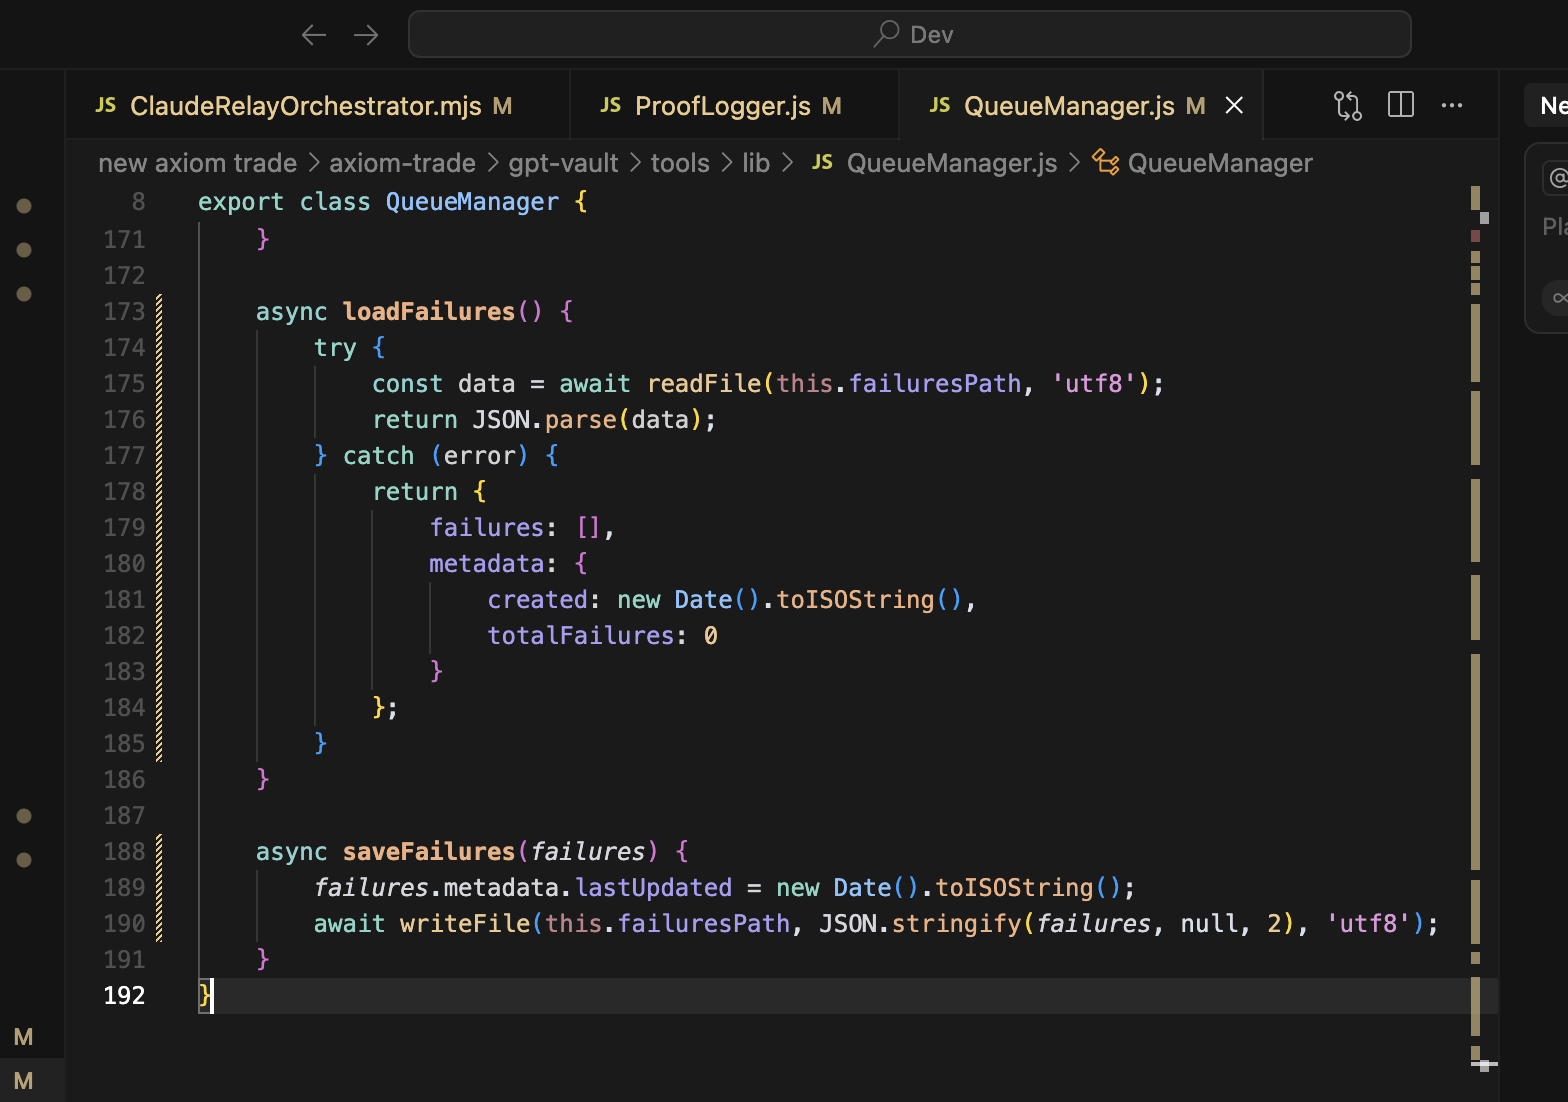 Dev
JS ClaudeRelayOrchestrator.mjs M
JS ProofLogger.js M
JS QueueManager.js M
new axiom trade > axiom-trade > gpt-vault > tools > lib > JS QueueManager.js > QueueManager
8 export class QueueManager {
171     }
172
173     async loadFailures() {
174         try {
175             const data = await readFile(this.failuresPath, 'utf8');
176             return JSON.parse(data);
177         } catch (error) {
178             return {
179                 failures: [],
180                 metadata: {
181                     created: new Date().toISOString(),
182                     totalFailures: 0
183                 }
184             };
185         }
186     }
187
188     async saveFailures(failures) {
189         failures.metadata.lastUpdated = new Date().toISOString();
190         await writeFile(this.failuresPath, JSON.stringify(failures, null, 2), 'utf8');
191     }
192 }
M
M
Ne
@
Pla